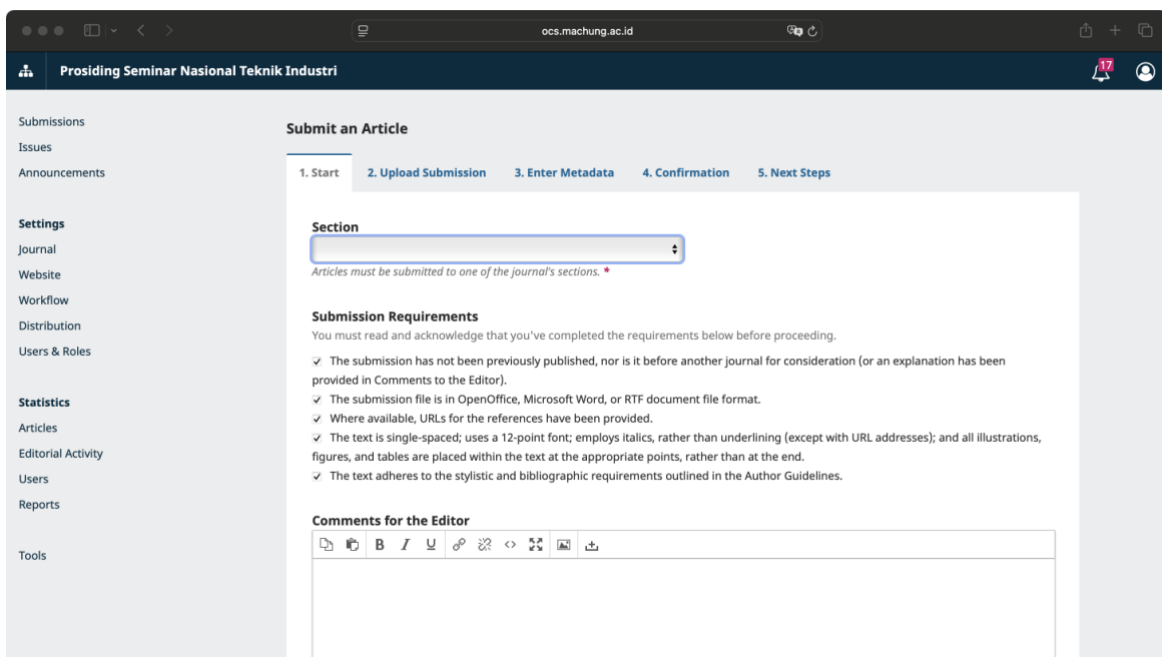 ocs.machung.ac.id
Prosiding Seminar Nasional Teknik Industri
17
Submissions
Issues
Announcements
Settings
Journal
Website
Workflow
Distribution
Users & Roles
Statistics
Articles
Editorial Activity
Users
Reports
Tools
Submit an Article
1. Start
2. Upload Submission
3. Enter Metadata
4. Confirmation
5. Next Steps
Section
Articles must be submitted to one of the journal's sections. *
Submission Requirements
You must read and acknowledge that you've completed the requirements below before proceeding.
The submission has not been previously published, nor is it before another journal for consideration (or an explanation has been
provided in Comments to the Editor).
The submission file is in OpenOffice, Microsoft Word, or RTF document file format.
Where available, URLs for the references have been provided.
The text is single-spaced; uses a 12-point font; employs italics, rather than underlining (except with URL addresses); and all illustrations,
figures, and tables are placed within the text at the appropriate points, rather than at the end.
The text adheres to the stylistic and bibliographic requirements outlined in the Author Guidelines.
Comments for the Editor
B I U